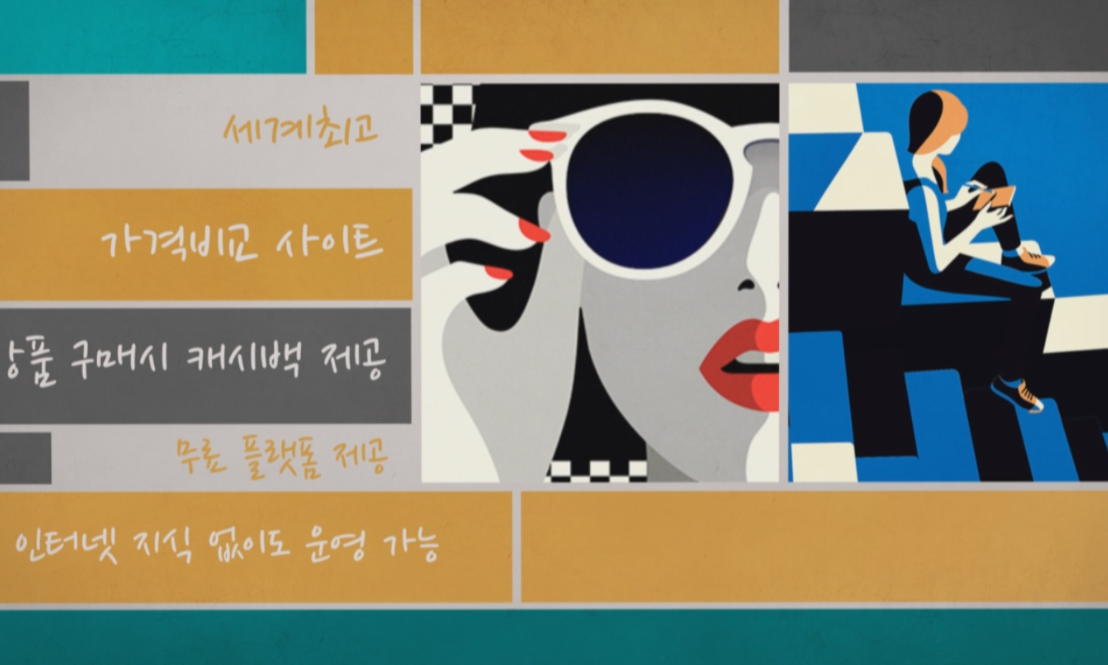 세계최고
가격비교 사이트
상품 구매시 캐시백 제공
무료 플랫폼 제공
인터넷 지식 없이도 운영 가능